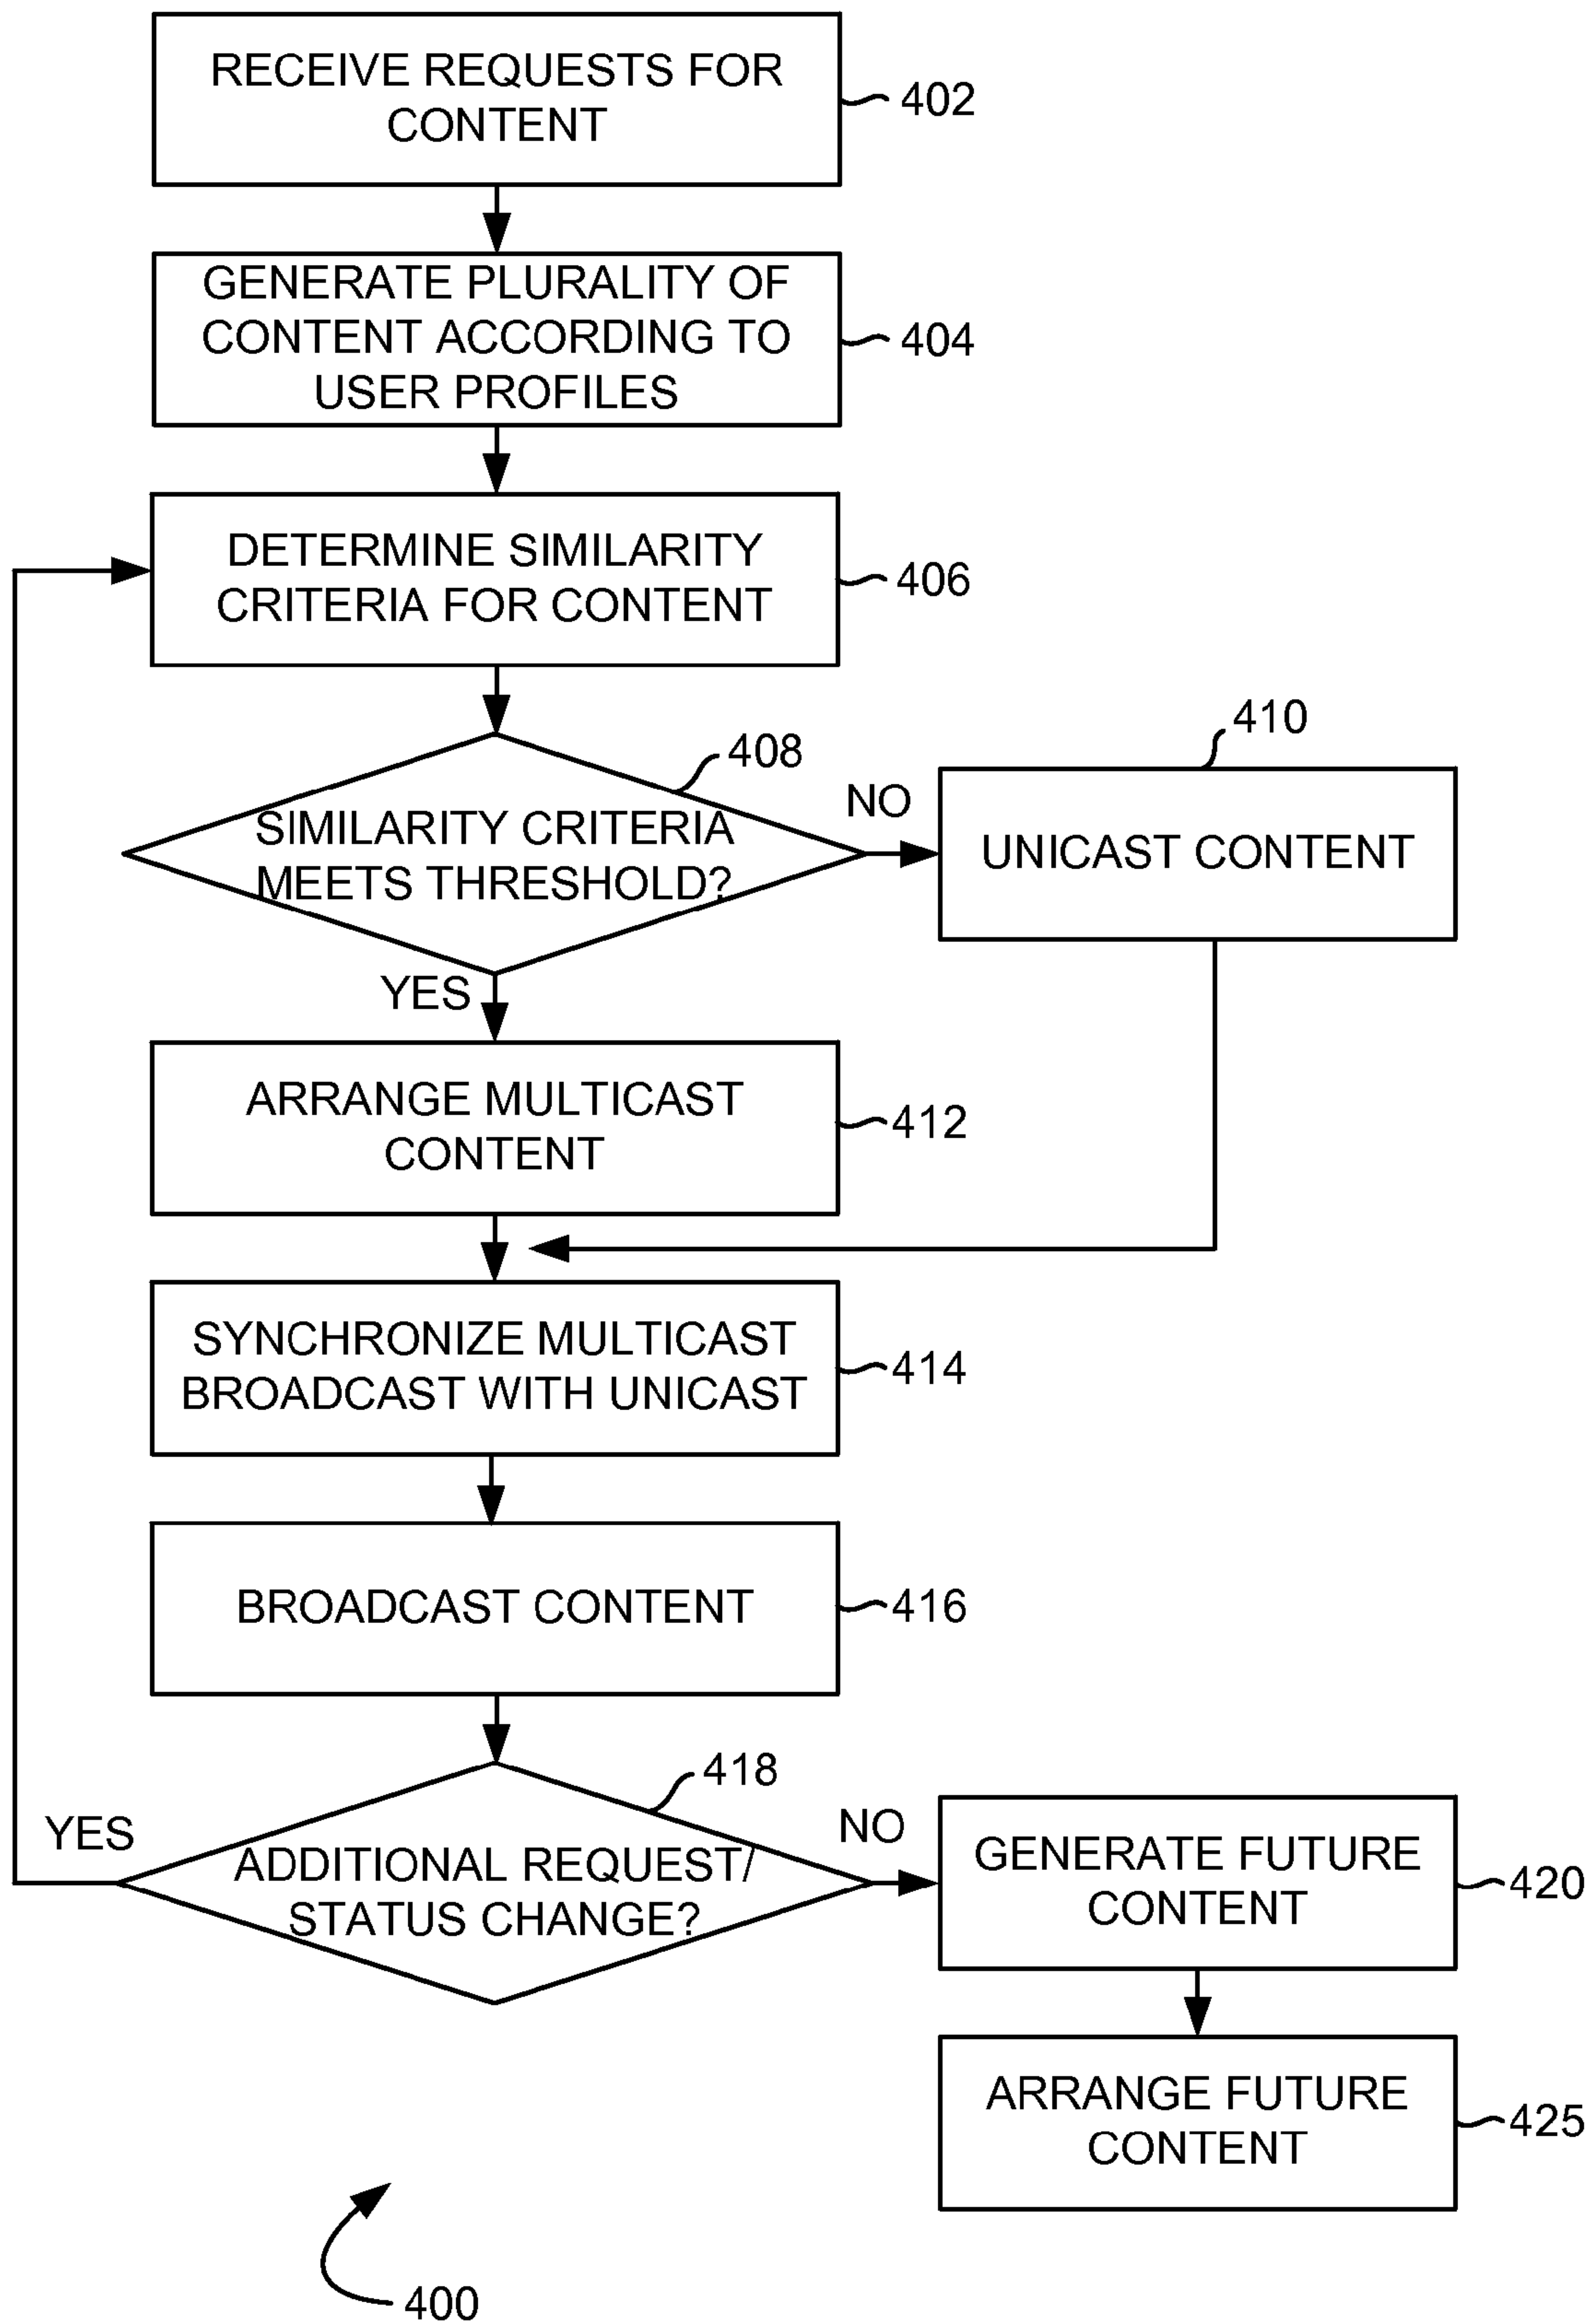 RECEIVE REQUESTS FOR
CONTENT
402
GENERATE PLURALITY OF
CONTENT ACCORDING TO
USER PROFILES
404
DETERMINE SIMILARITY
CRITERIA FOR CONTENT
406
408
SIMILARITY CRITERIA
MEETS THRESHOLD?
NO
410
UNICAST CONTENT
YES
ARRANGE MULTICAST
CONTENT
412
SYNCHRONIZE MULTICAST
BROADCAST WITH UNICAST
414
BROADCAST CONTENT
416
418
YES
ADDITIONAL REQUEST/
STATUS CHANGE?
NO
GENERATE FUTURE
CONTENT
420
ARRANGE FUTURE
CONTENT
425
400